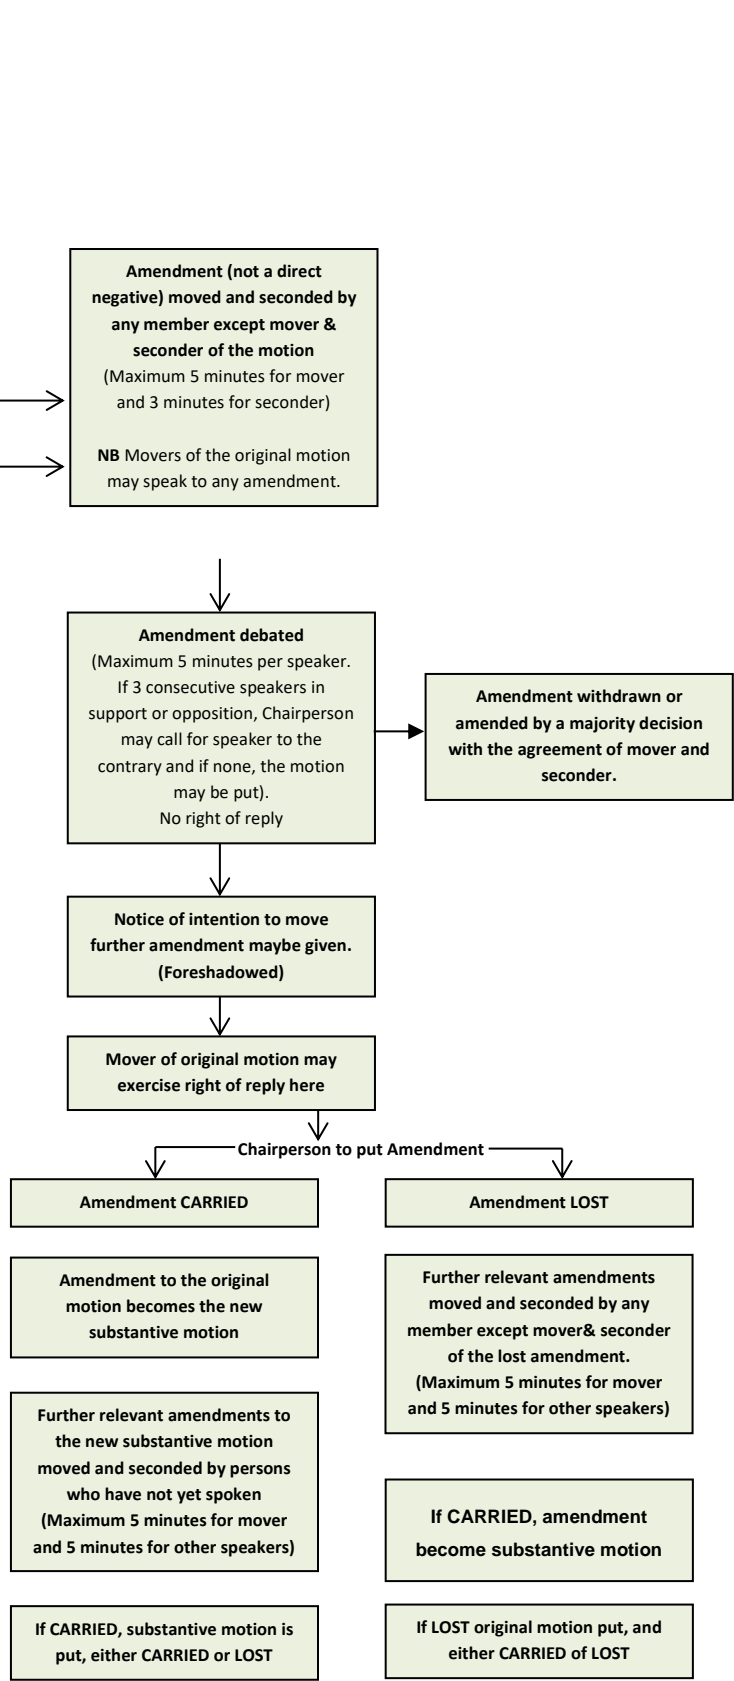 Amendment (not a direct
negative) moved and seconded by
any member except mover &
seconder of the motion
(Maximum 5 minutes for mover
and 3 minutes for seconder)
NB Movers of the original motion
may speak to any amendment.
Amendment debated
(Maximum 5 minutes per speaker.
If 3 consecutive speakers in
support or opposition, Chairperson
may call for speaker to the
contrary and if none, the motion
may be put).
No right of reply
Amendment withdrawn or
amended by a majority decision
with the agreement of mover and
seconder.
Notice of intention to move
further amendment maybe given.
(Foreshadowed)
Mover of original motion may
exercise right of reply here
Chairperson to put Amendment
Amendment CARRIED
Amendment to the original
motion becomes the new
substantive motion
Further relevant amendments to
the new substantive motion
moved and seconded by persons
who have not yet spoken
(Maximum 5 minutes for mover
and 5 minutes for other speakers)
If CARRIED, substantive motion is
put, either CARRIED or LOST
Amendment LOST
Further relevant amendments
moved and seconded by any
member except mover& seconder
of the lost amendment.
(Maximum 5 minutes for mover
and 5 minutes for other speakers)
If CARRIED, amendment
become substantive motion
If LOST original motion put, and
either CARRIED of LOST